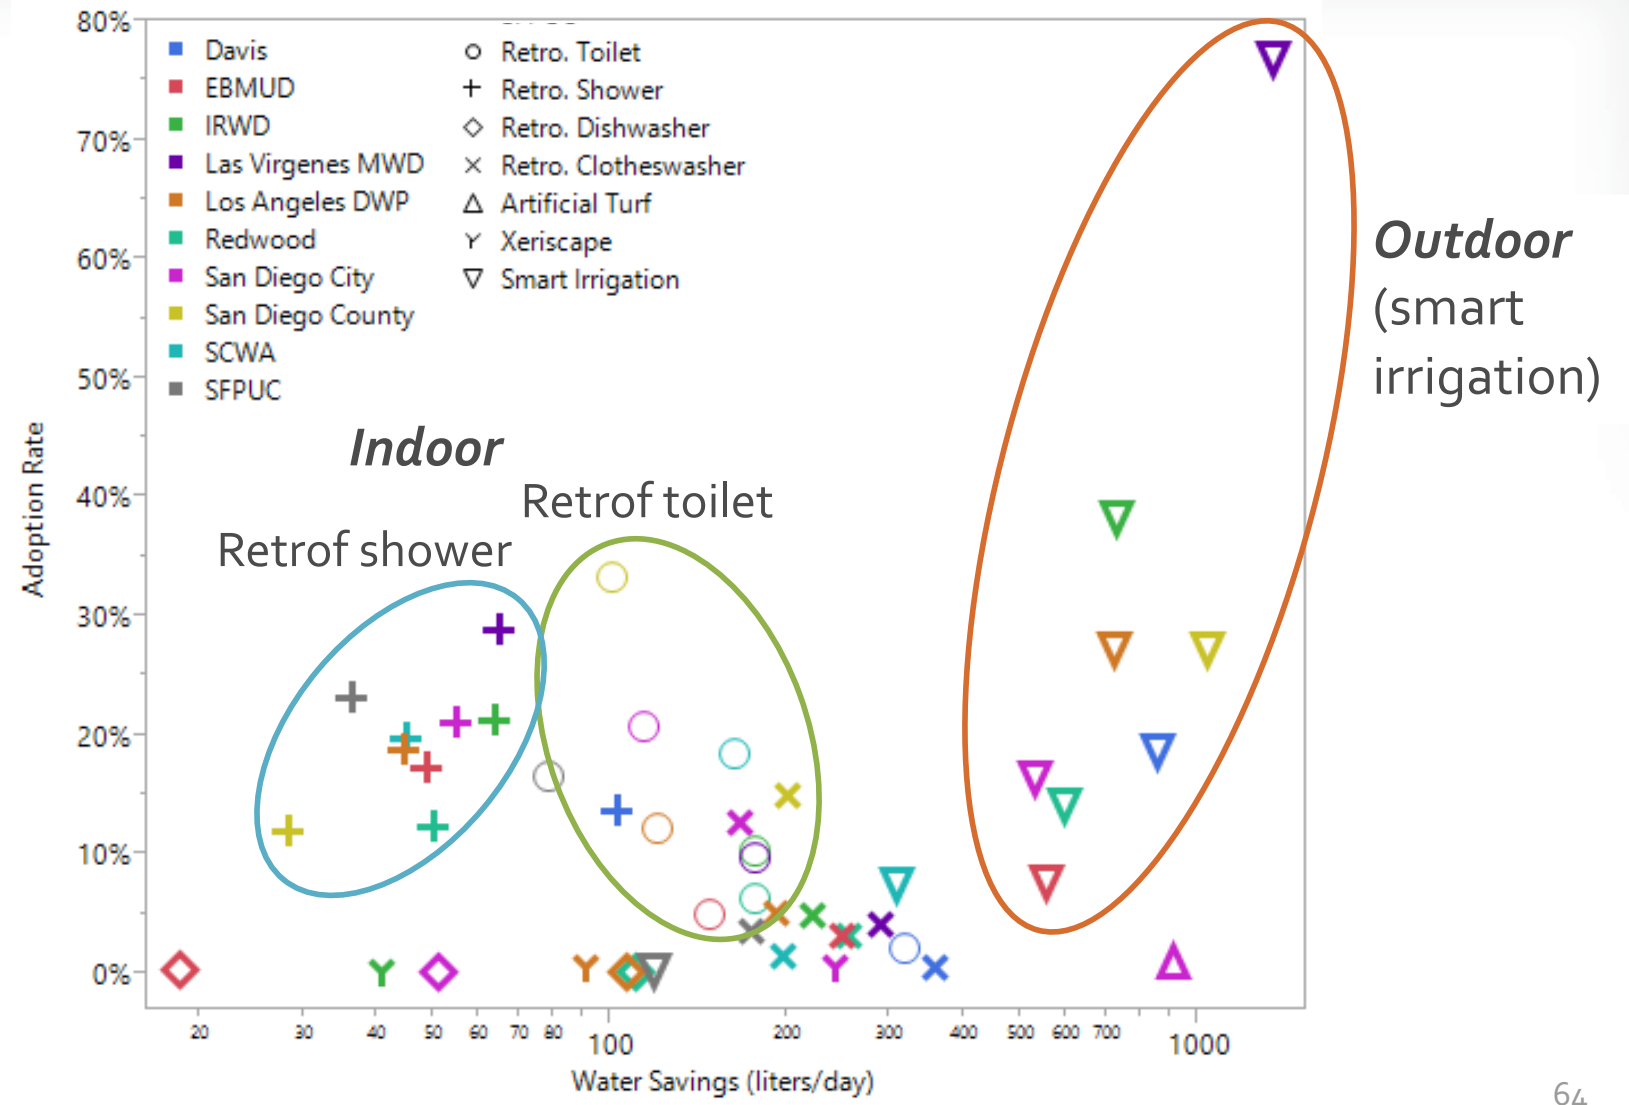 80%
70%
60%
50%
40%
30%
20%
10%
0%
Adoption Rate
Davis
EBMUD
IRWD
Las Virgenes MWD
Los Angeles DWP
Redwood
San Diego City
San Diego County
SCWA
SFPUC
Retro. Toilet
Retro. Shower
Retro. Dishwasher
Retro. Clotheswasher
Artificial Turf
Xeriscape
Smart Irrigation
Indoor
Retrof toilet
Retrof shower
Outdoor
(smart
irrigation)
20 30 40 50 60 70 80 100 200 300 400 500 600 700 1000
Water Savings (liters/day)
64